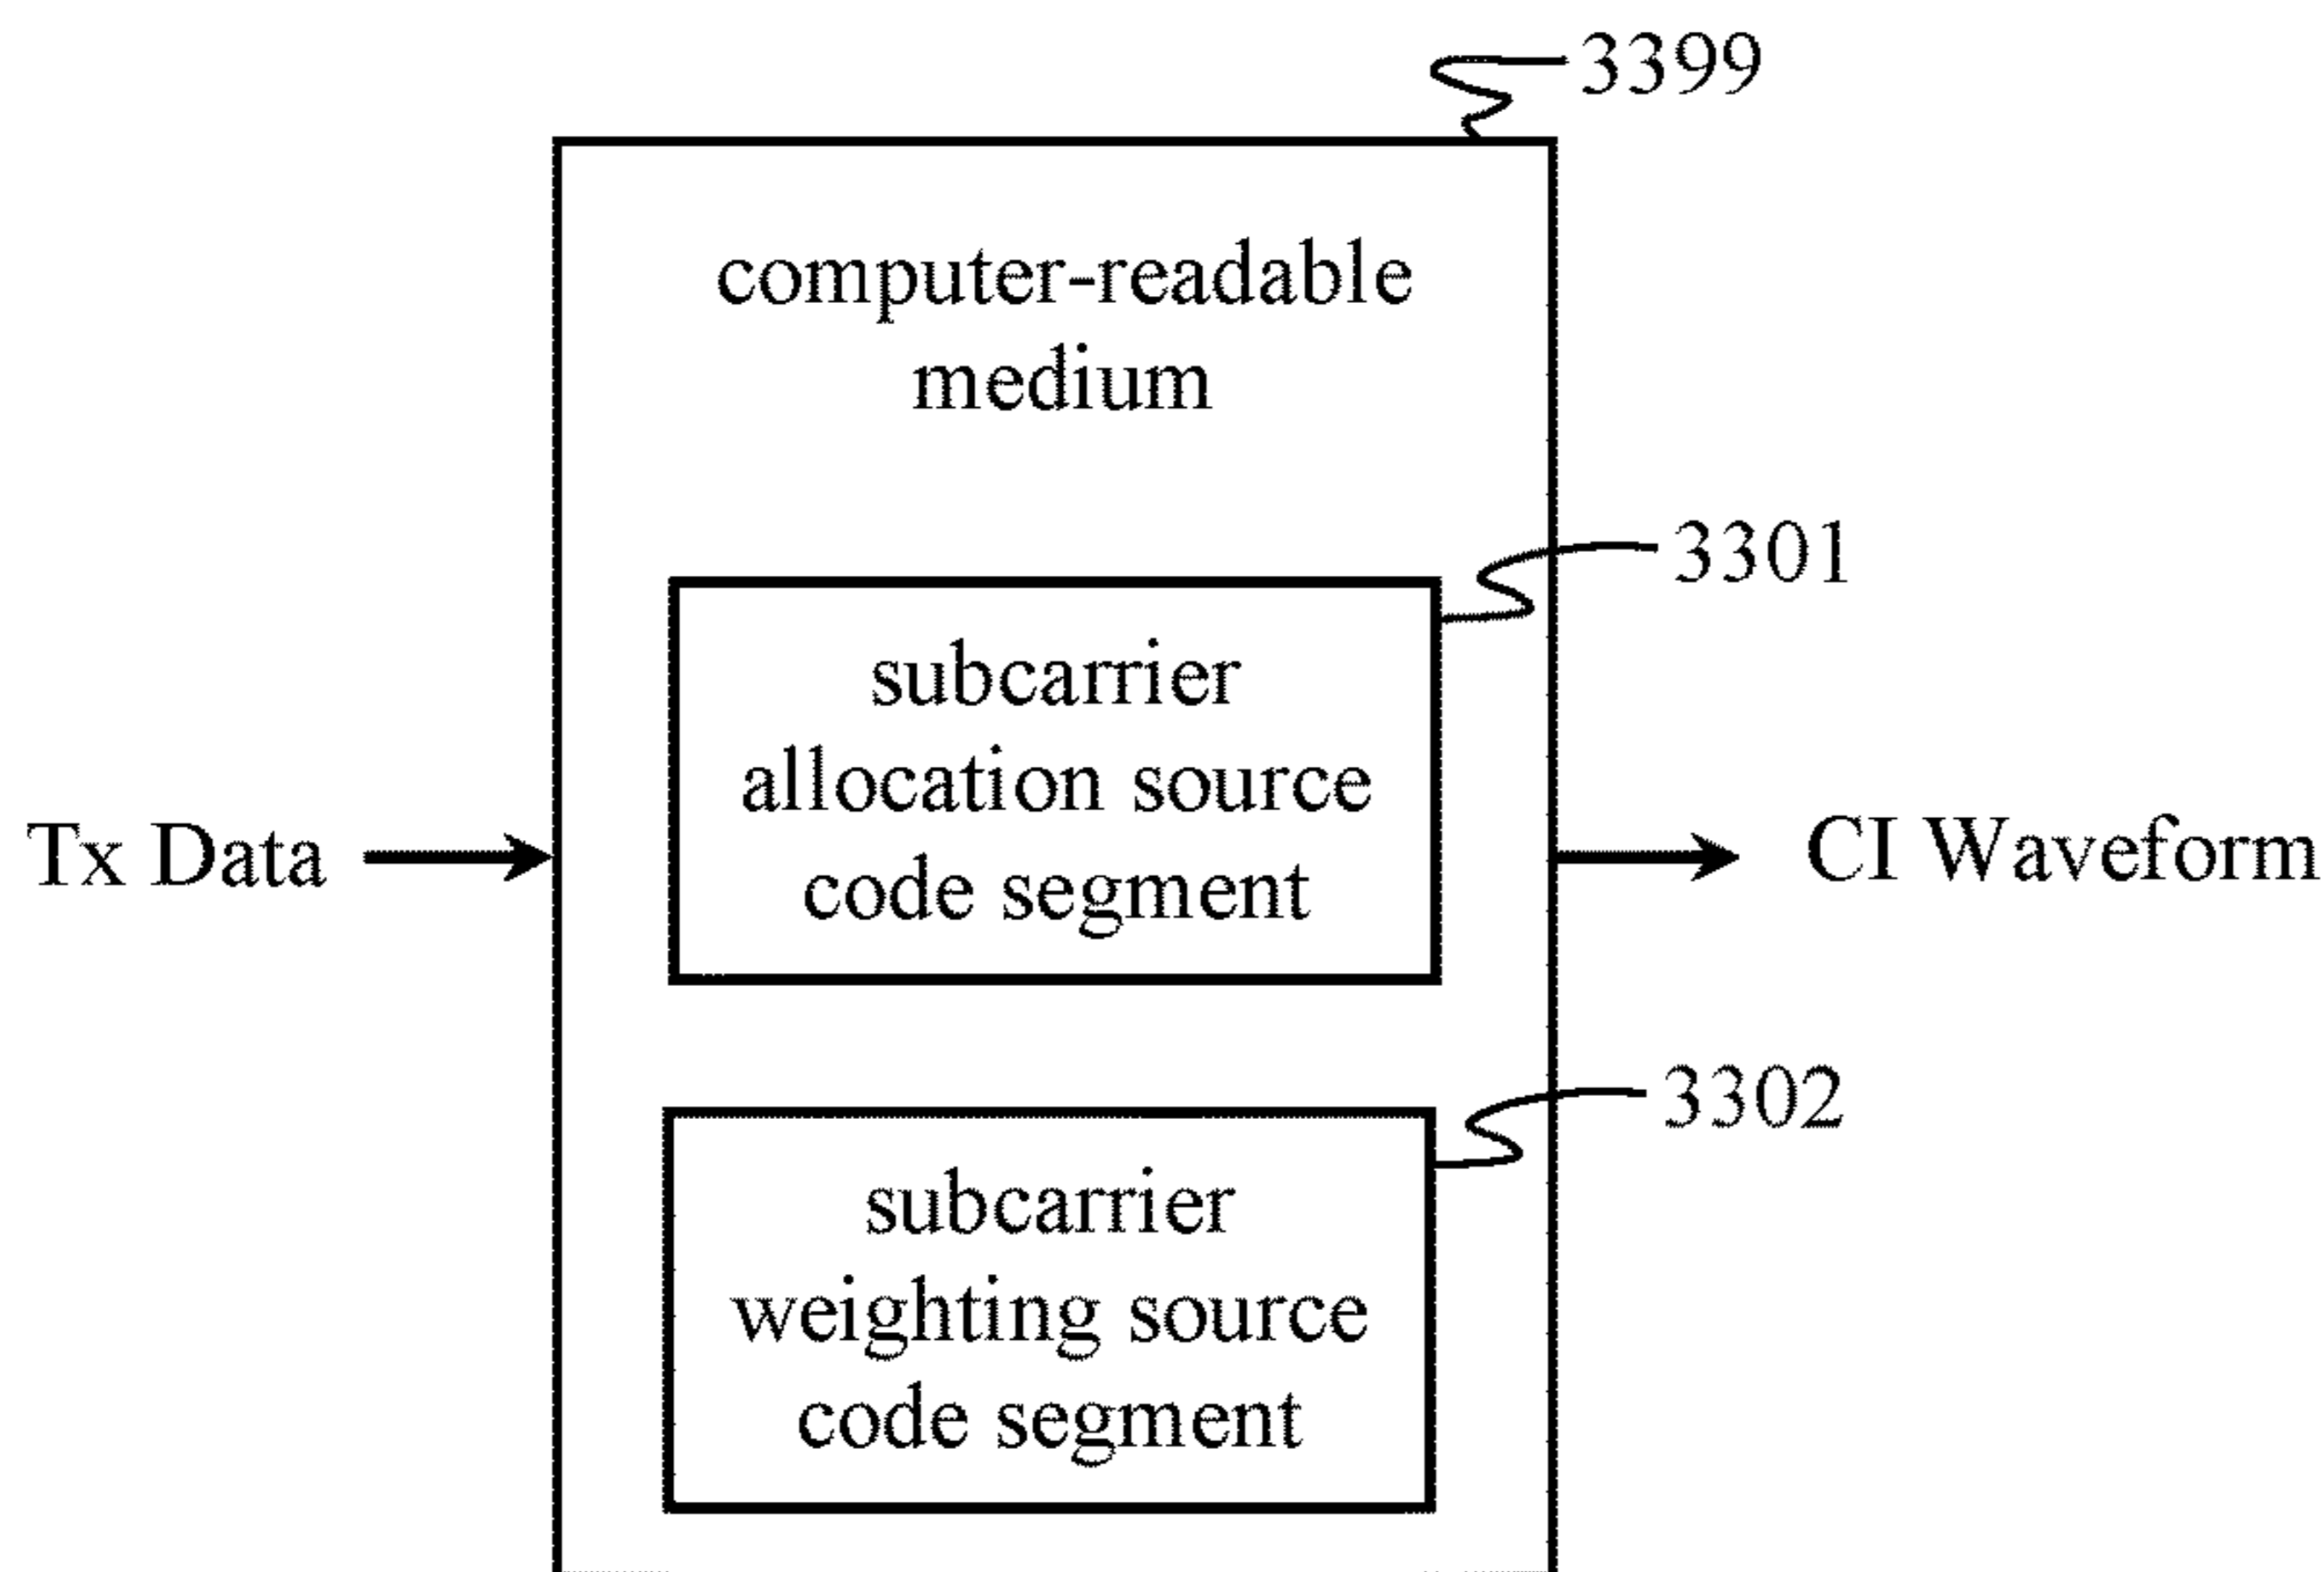 3399
computer-readable
medium
3301
subcarrier
allocation source
code segment
Tx Data
CI Waveform
3302
subcarrier
weighting source
code segment